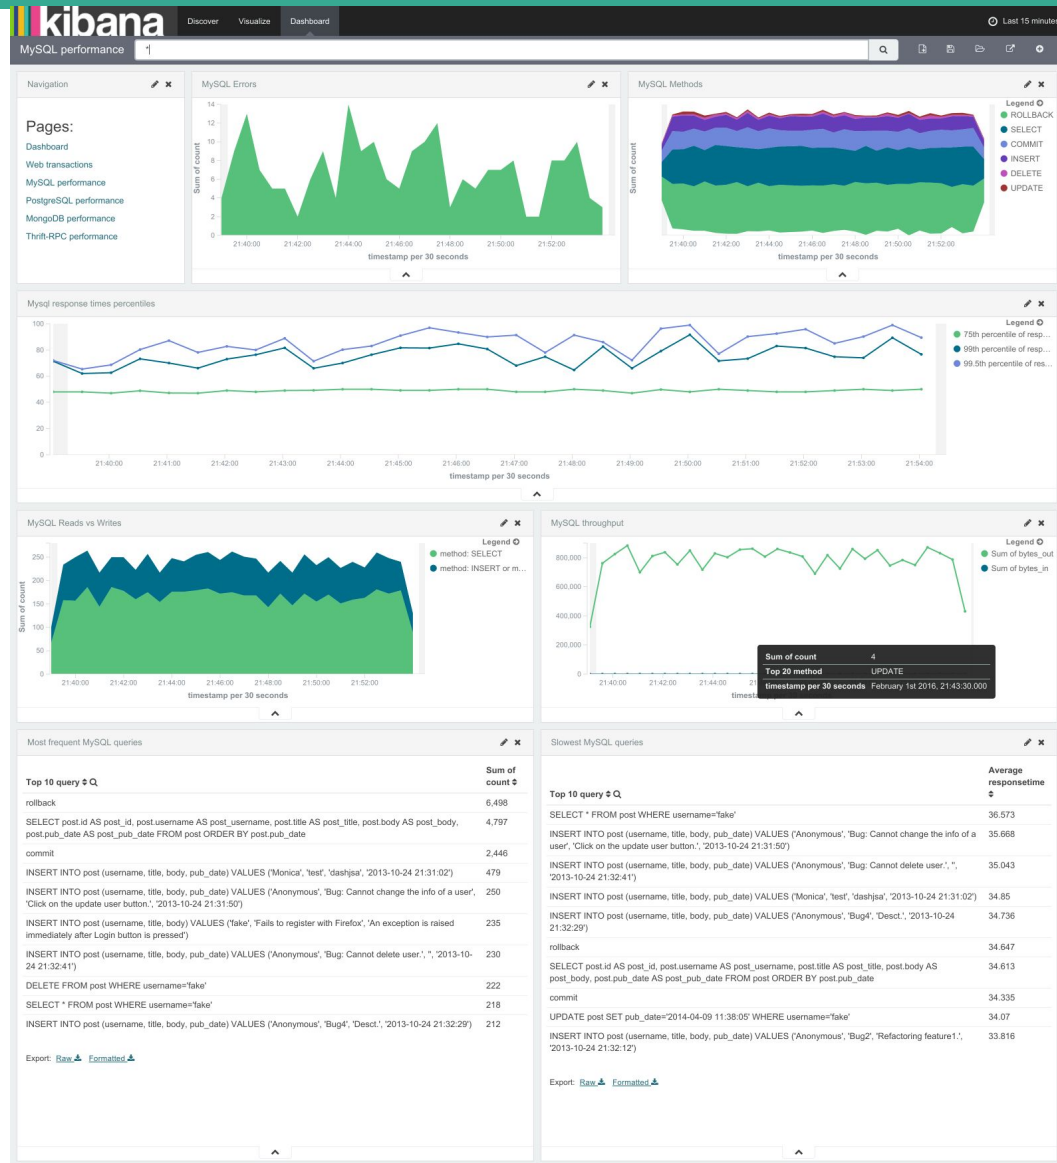 kibana
Discover Visualize Dashboard Last 15 minutes
MySQL performance *
Navigation
Pages:
Dashboard
Web transactions
MySQL performance
PostgreSQL performance
MongoDB performance
Thrift-RPC performance
MySQL Errors
Sum of count
14
12
10
8
6
4
2
0
21:40:00 21:42:00 21:44:00 21:46:00 21:48:00 21:50:00 21:52:00
timestamp per 30 seconds
MySQL Methods
Sum of count
21:40:00 21:42:00 21:44:00 21:46:00 21:48:00 21:50:00 21:52:00
timestamp per 30 seconds
Legend
ROLLBACK
SELECT
COMMIT
INSERT
DELETE
UPDATE
Mysql response times percentiles
100
80
60
40
20
0
21:40:00 21:41:00 21:42:00 21:43:00 21:44:00 21:45:00 21:46:00 21:47:00 21:48:00 21:49:00 21:50:00 21:51:00 21:52:00 21:53:00 21:54:00
timestamp per 30 seconds
Legend
75th percentile of resp...
99th percentile of resp...
99.5th percentile of res...
MySQL Reads vs Writes
Sum of count
250
200
150
100
50
0
21:40:00 21:42:00 21:44:00 21:46:00 21:48:00 21:50:00 21:52:00
timestamp per 30 seconds
Legend
method: SELECT
method: INSERT or m...
MySQL throughput
800,000
600,000
400,000
200,000
0
21:40:00 21:42:00 21:44:00
Legend
Sum of bytes_out
Sum of bytes_in
Sum of count 4
Top 20 method UPDATE
timestamp per 30 seconds February 1st 2016, 21:43:30.000
Most frequent MySQL queries
Top 10 query Sum of count
rollback 6,498
SELECT post.id AS post_id, post.username AS post_username, post.title AS post_title, post.body AS post_body, 4,797
post.pub_date AS post_pub_date FROM post ORDER BY post.pub_date
commit 2,446
INSERT INTO post (username, title, body, pub_date) VALUES ('Monica', 'test', 'dashjsa', '2013-10-24 21:31:02') 479
INSERT INTO post (username, title, body, pub_date) VALUES ('Anonymous', 'Bug: Cannot change the info of a user', 250
'Click on the update user button.', '2013-10-24 21:31:50')
INSERT INTO post (username, title, body) VALUES ('fake', 'Fails to register with Firefox', 'An exception is raised 235
immediately after Login button is pressed')
INSERT INTO post (username, title, body, pub_date) VALUES ('Anonymous', 'Bug: Cannot delete user.', '', '2013-10- 230
24 21:32:41')
DELETE FROM post WHERE username='fake' 222
SELECT * FROM post WHERE username='fake' 218
INSERT INTO post (username, title, body, pub_date) VALUES ('Anonymous', 'Bug4', 'Desct.', '2013-10-24 21:32:29') 212
Export: Raw Formatted
Slowest MySQL queries
Top 10 query Average responsetime
SELECT * FROM post WHERE username='fake' 36.573
INSERT INTO post (username, title, body, pub_date) VALUES ('Anonymous', 'Bug: Cannot change the info of a 35.668
user', 'Click on the update user button.', '2013-10-24 21:31:50')
INSERT INTO post (username, title, body, pub_date) VALUES ('Anonymous', 'Bug: Cannot delete user.', '', 35.043
'2013-10-24 21:32:41')
INSERT INTO post (username, title, body, pub_date) VALUES ('Monica', 'test', 'dashjsa', '2013-10-24 21:31:02') 34.85
INSERT INTO post (username, title, body, pub_date) VALUES ('Anonymous', 'Bug4', 'Desct.', '2013-10-24 34.736
21:32:29')
rollback 34.647
SELECT post.id AS post_id, post.username AS post_username, post.title AS post_title, post.body AS 34.613
post_body, post.pub_date AS post_pub_date FROM post ORDER BY post.pub_date
commit 34.335
UPDATE post SET pub_date='2014-04-09 11:38:05' WHERE username='fake' 34.07
INSERT INTO post (username, title, body, pub_date) VALUES ('Anonymous', 'Bug2', 'Refactoring feature1.', 33.816
'2013-10-24 21:32:12')
Export: Raw Formatted